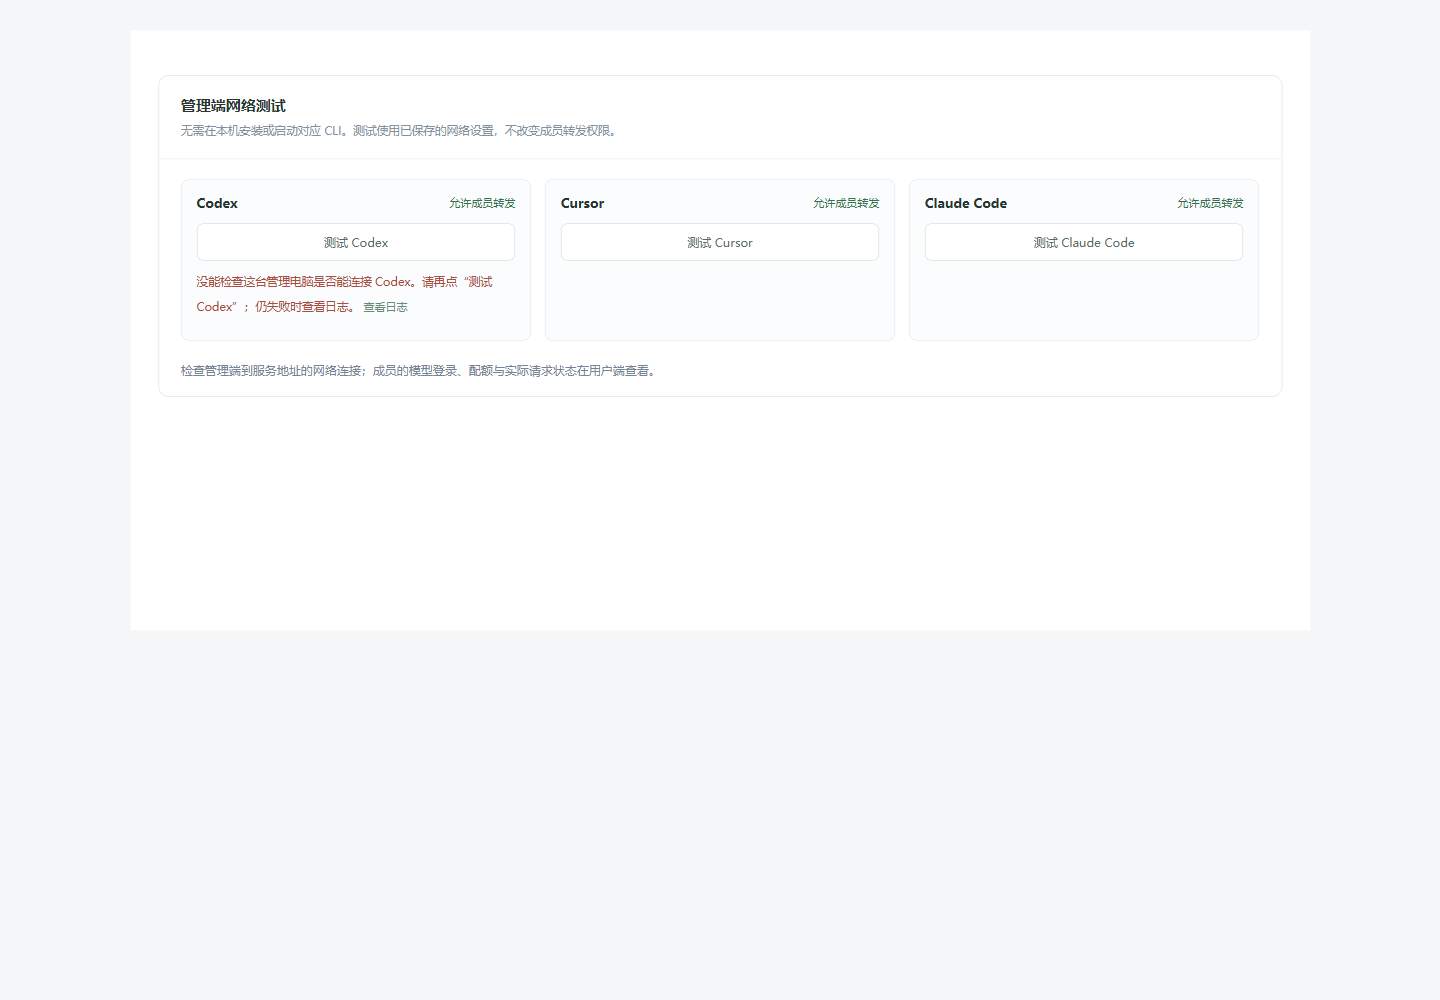 管理端网络测试
无需在本机安装或启动对应 CLI。测试使用已保存的网络设置，不改变成员转发权限。
Codex 允许成员转发
测试 Codex
没能检查这台管理电脑是否能连接 Codex。请再点“测试
Codex”；仍失败时查看日志。 查看日志
Cursor 允许成员转发
测试 Cursor
Claude Code 允许成员转发
测试 Claude Code
检查管理端到服务地址的网络连接；成员的模型登录、配额与实际请求状态在用户端查看。